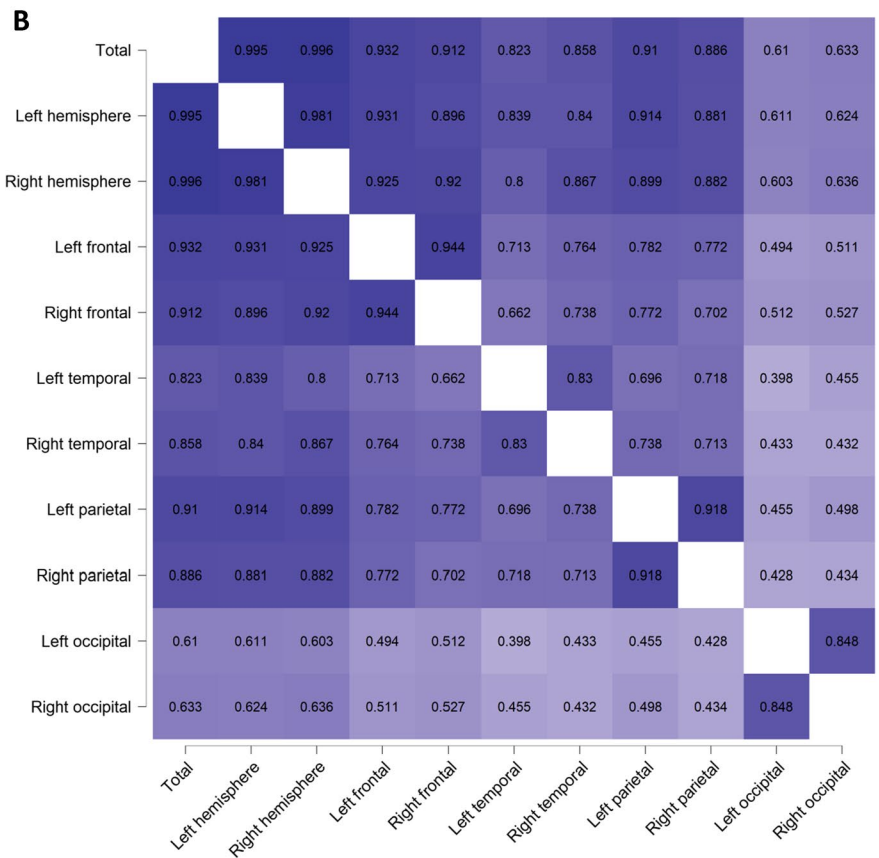 B
Total 0.995 0.996 0.932 0.912 0.823 0.858 0.91 0.886 0.61 0.633
Left hemisphere 0.995 0.981 0.931 0.896 0.839 0.84 0.914 0.881 0.611 0.624
Right hemisphere 0.996 0.981 0.925 0.92 0.8 0.867 0.899 0.882 0.603 0.636
Left frontal 0.932 0.931 0.925 0.944 0.713 0.764 0.782 0.772 0.494 0.511
Right frontal 0.912 0.896 0.92 0.944 0.662 0.738 0.772 0.702 0.512 0.527
Left temporal 0.823 0.839 0.8 0.713 0.662 0.83 0.696 0.718 0.398 0.455
Right temporal 0.858 0.84 0.867 0.764 0.738 0.83 0.738 0.713 0.433 0.432
Left parietal 0.91 0.914 0.899 0.782 0.772 0.696 0.738 0.918 0.455 0.498
Right parietal 0.886 0.881 0.882 0.772 0.702 0.718 0.713 0.918 0.428 0.434
Left occipital 0.61 0.611 0.603 0.494 0.512 0.398 0.433 0.455 0.428 0.848
Right occipital 0.633 0.624 0.636 0.511 0.527 0.455 0.432 0.498 0.434 0.848
Total
Left hemisphere
Right hemisphere
Left frontal
Right frontal
Left temporal
Right temporal
Left parietal
Right parietal
Left occipital
Right occipital